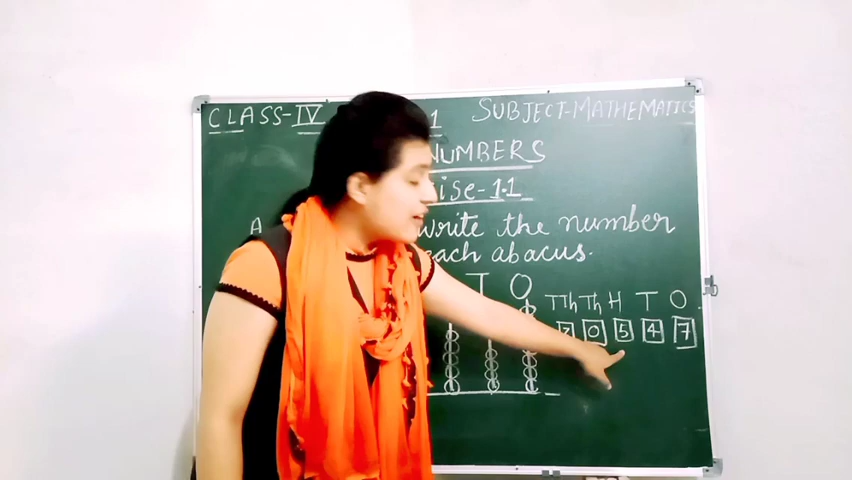 CLASS-IV 1 SUBJECT-MATHEMATICS
NUMBERS
ise-1.1
A write the number
each abacus.
T O TTh Th H T O
0 5 4 7